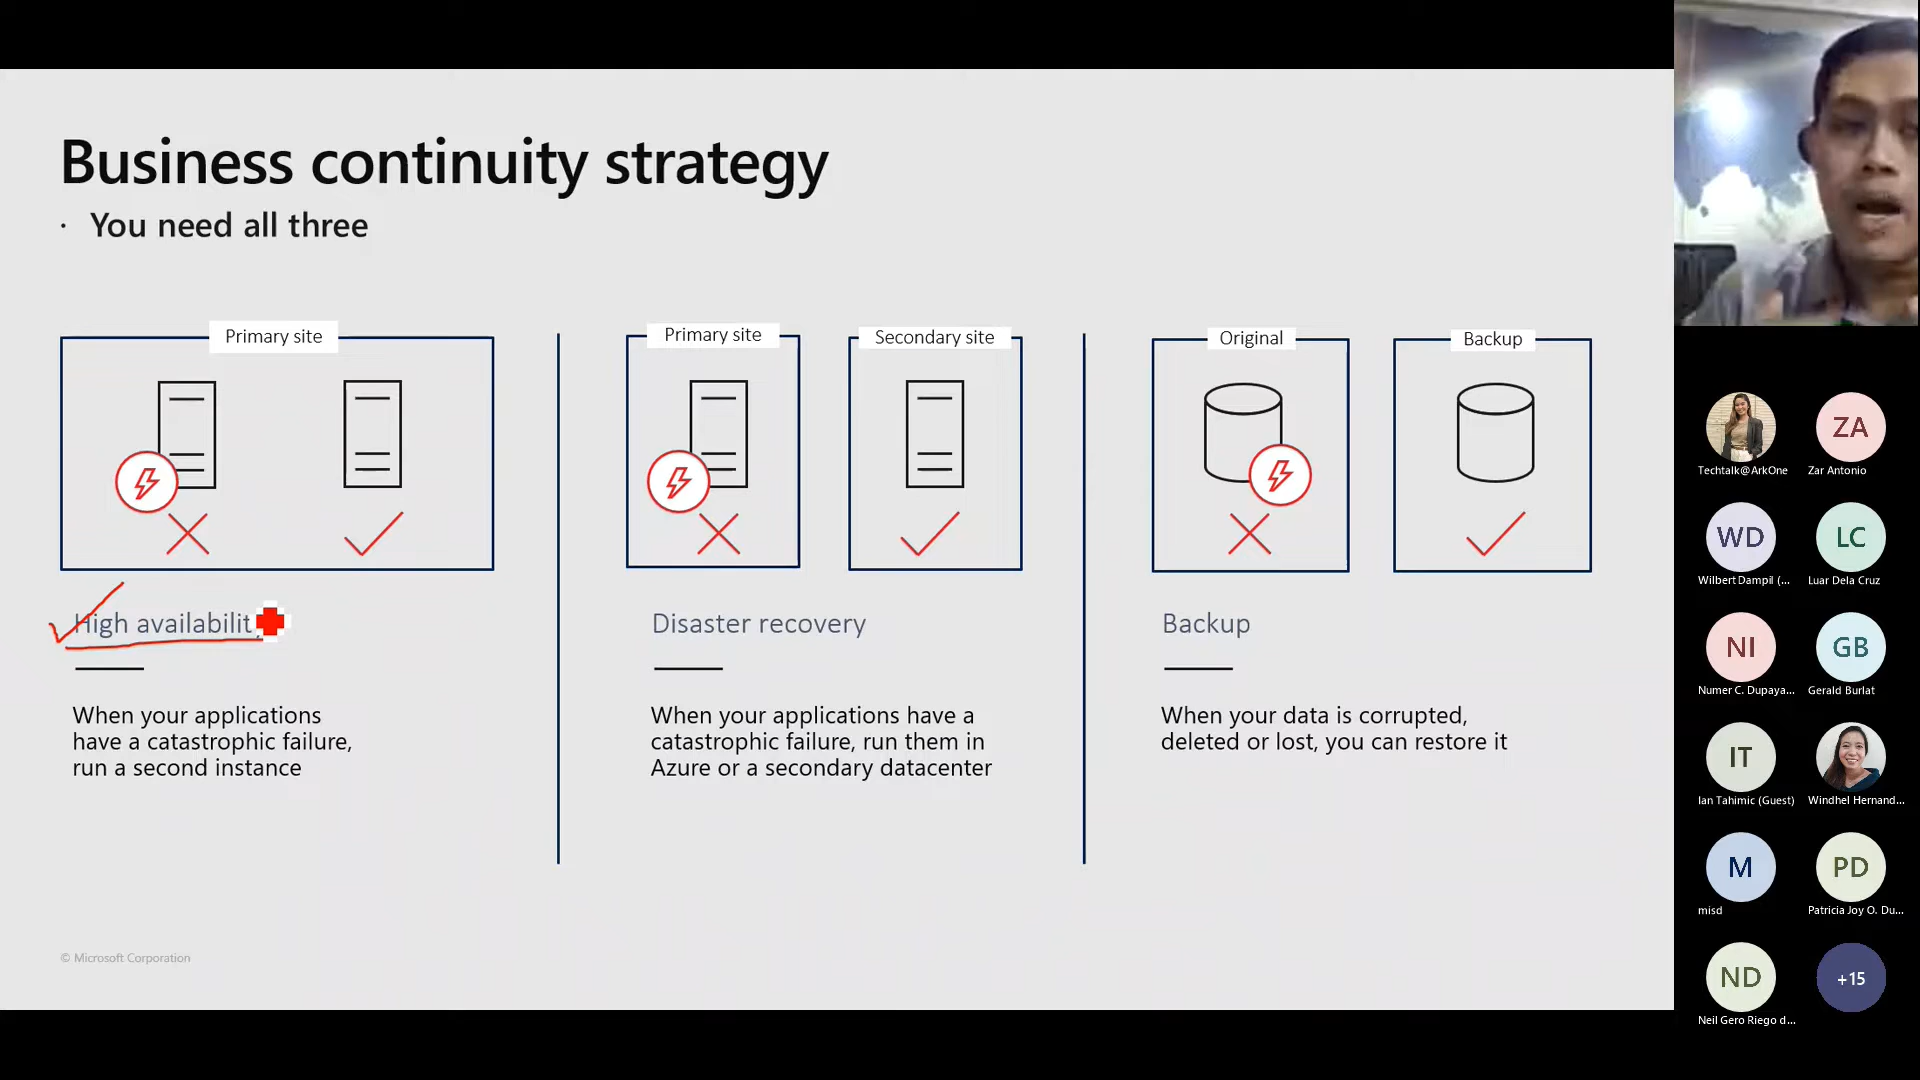 Business continuity strategy
· You need all three
Primary site
Primary site
Secondary site
Original
Backup
High availability
Disaster recovery
Backup
When your applications
have a catastrophic failure,
run a second instance
When your applications have a
catastrophic failure, run them in
Azure or a secondary datacenter
When your data is corrupted,
deleted or lost, you can restore it
© Microsoft Corporation
Techtalk@ArkOne
ZA
Zar Antonio
WD
Wilbert Dampil (...
LC
Luar Dela Cruz
NI
Numer C. Dupaya...
GB
Gerald Burlat
IT
Ian Tahimic (Guest)
Windhel Hernand...
M
misd
PD
Patricia Joy O. Du...
ND
Neil Gero Riego d...
+15